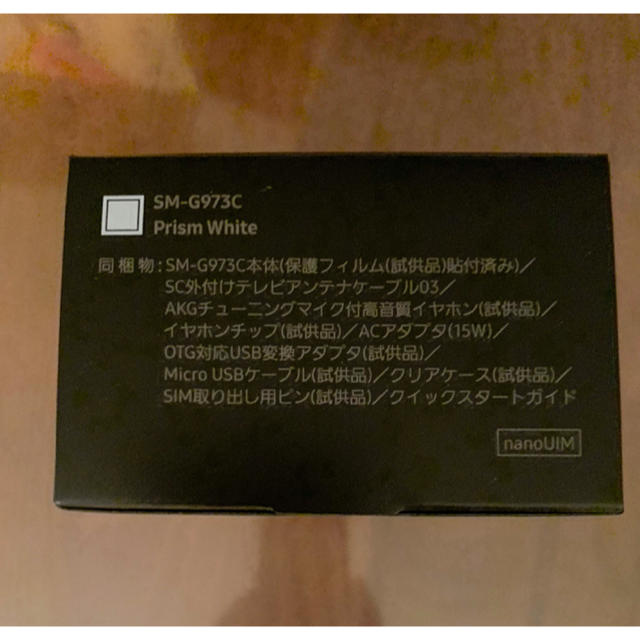 SM-G973C
Prism White
同梱物:SM-G973C本体(保護フィルム(試供品)貼付済み)／
SC外付けテレビアンテナケーブル03／
AKGチューニングマイク付高音質イヤホン(試供品)／
イヤホンチップ(試供品)／ACアダプタ(15W)／
OTG対応USB変換アダプタ(試供品)／
Micro USBケーブル(試供品)／クリアケース(試供品)／
SIM取り出し用ピン(試供品)／クイックスタートガイド
nanoUIM